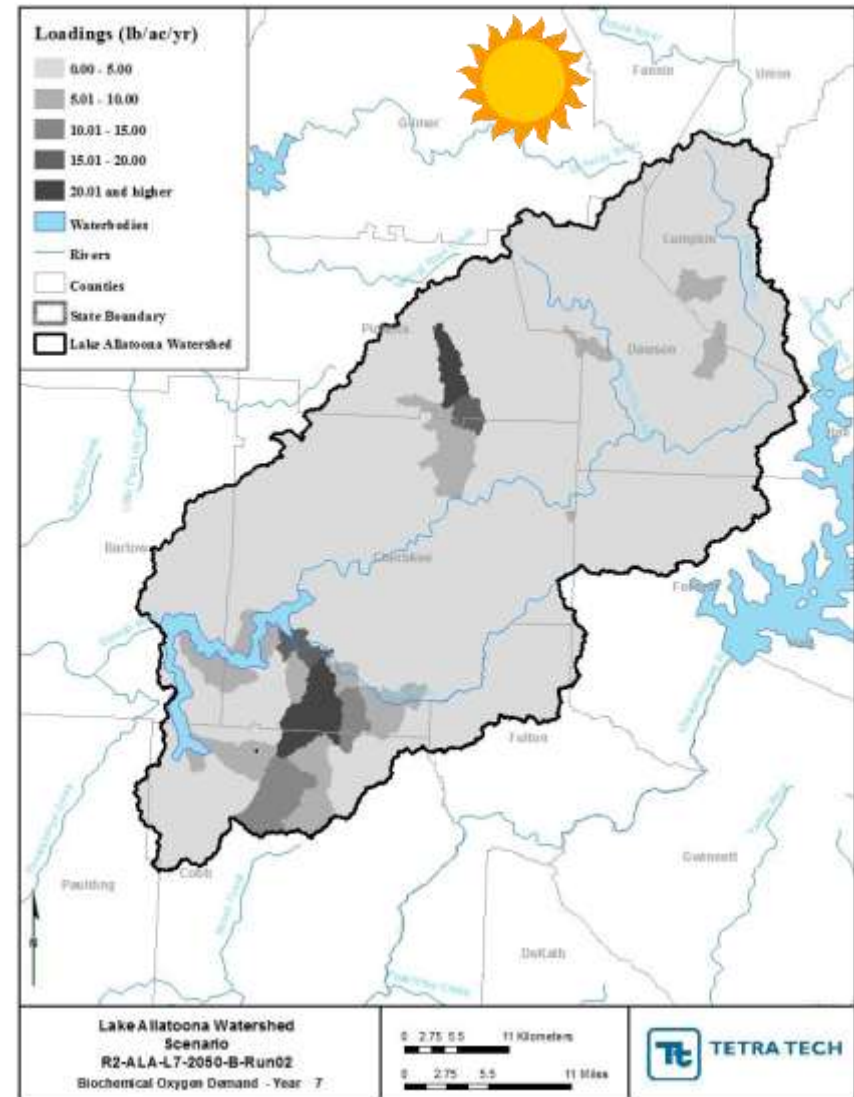 Loadings (lb/ac/yr)
0.00 - 5.00
5.01 - 10.00
10.01 - 15.00
15.01 - 20.00
20.01 and higher
Waterbodies
Rivers
Counties
State Boundary
Lake Allatoona Watershed
Fannin
Union
Gilmer
Lumpkin
Pickens
Dawson
Bartow
Cherokee
Forsyth
Fulton
Gwinnett
Paulding
Cobb
DeKalb
N
Lake Allatoona Watershed
Scenario
R2-ALA-L7-2050-B-Run02
Biochemical Oxygen Demand - Year 7
0 2.75 5.5 11 Kilometers
0 2.75 5.5 11 Miles
Tt TETRA TECH